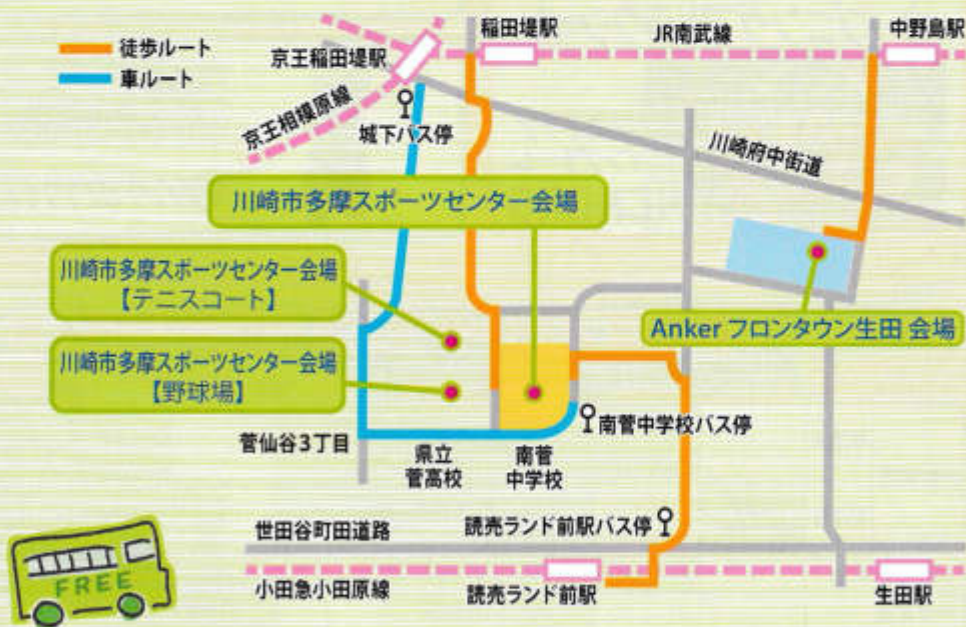 徒歩ルート
車ルート
京王稲田堤駅
稲田堤駅
JR南武線
中野島駅
京王相模原線
城下バス停
川崎府中街道
川崎市多摩スポーツセンター会場
川崎市多摩スポーツセンター会場
【テニスコート】
Anker フロンタウン生田 会場
川崎市多摩スポーツセンター会場
【野球場】
南菅中学校バス停
菅仙谷3丁目
県立
菅高校
南菅
中学校
世田谷町田道路
読売ランド前駅バス停
FREE
小田急小田原線
読売ランド前駅
生田駅